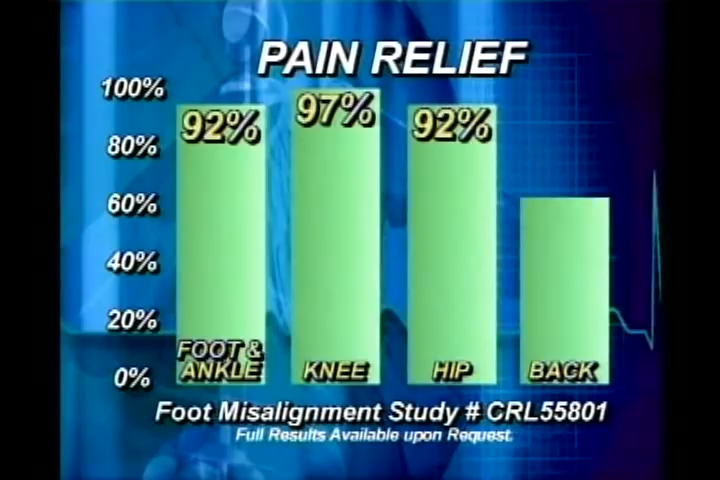 PAIN RELIEF
100%
80%
60%
40%
20%
0%
92%
97%
92%
FOOT &
ANKLE
KNEE
HIP
BACK
Foot Misalignment Study # CRL55801
Full Results Available upon Request.